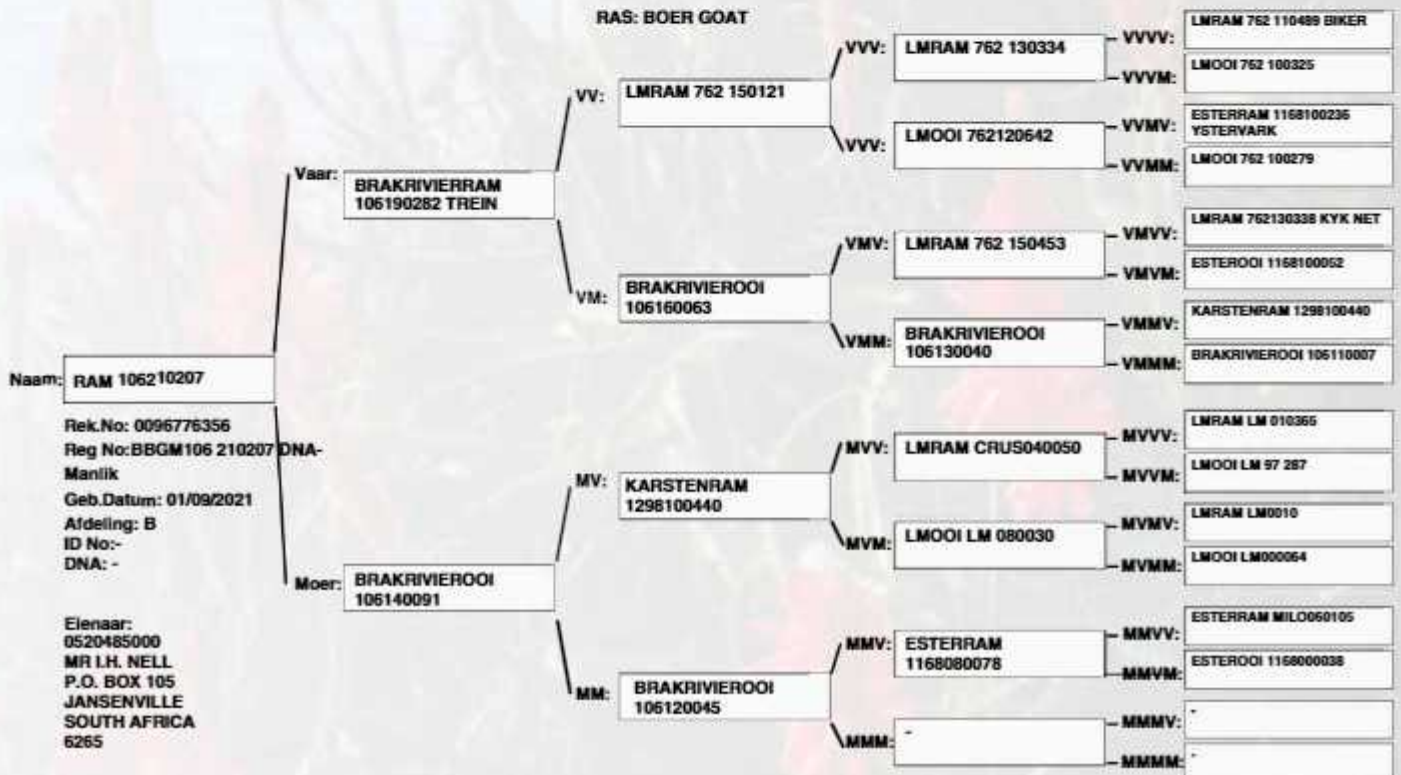 RAS: BOER GOAT
Naam: RAM 106210207
Rek.No: 0096776356
Reg No:BBGM106 210207 DNA-
Manlik
Geb.Datum: 01/09/2021
Afdeling: B
ID No:-
DNA: -
Eienaar:
0520485000
MR I.H. NELL
P.O. BOX 105
JANSENVILLE
SOUTH AFRICA
6265
Vaar: BRAKRIVIERRAM
106190282 TREIN
Moer: BRAKRIVIEROOI
106140091
VV: LMRAM 762 150121
VM: BRAKRIVIEROOI
106160063
MV: KARSTENRAM
1298100440
MM: BRAKRIVIEROOI
106120045
VVV: LMRAM 762 130334
VVV: LMOOI 762120642
VMV: LMRAM 762 150453
VMM: BRAKRIVIEROOI
106130040
MVV: LMRAM CRUS040050
MVM: LMOOI LM 080030
MMV: ESTERRAM
1168080078
MMM: -
VVVV: LMRAM 762 110489 BIKER
VVVM: LMOOI 762 100325
VVMV: ESTERRAM 1168100236
YSTERVARK
VVMM: LMOOI 762 100279
VMVV: LMRAM 762130338 KYK NET
VMVM: ESTEROOI 1168100052
VMMV: KARSTENRAM 1298100440
VMMM: BRAKRIVIEROOI 106110007
MVVV: LMRAM LM 010365
MVVM: LMOOI LM 97 287
MVMV: LMRAM LM0010
MVMM: LMOOI LM000064
MMVV: ESTERRAM MILO060105
MMVM: ESTEROOI 1168000038
MMMV: -
MMMM: -